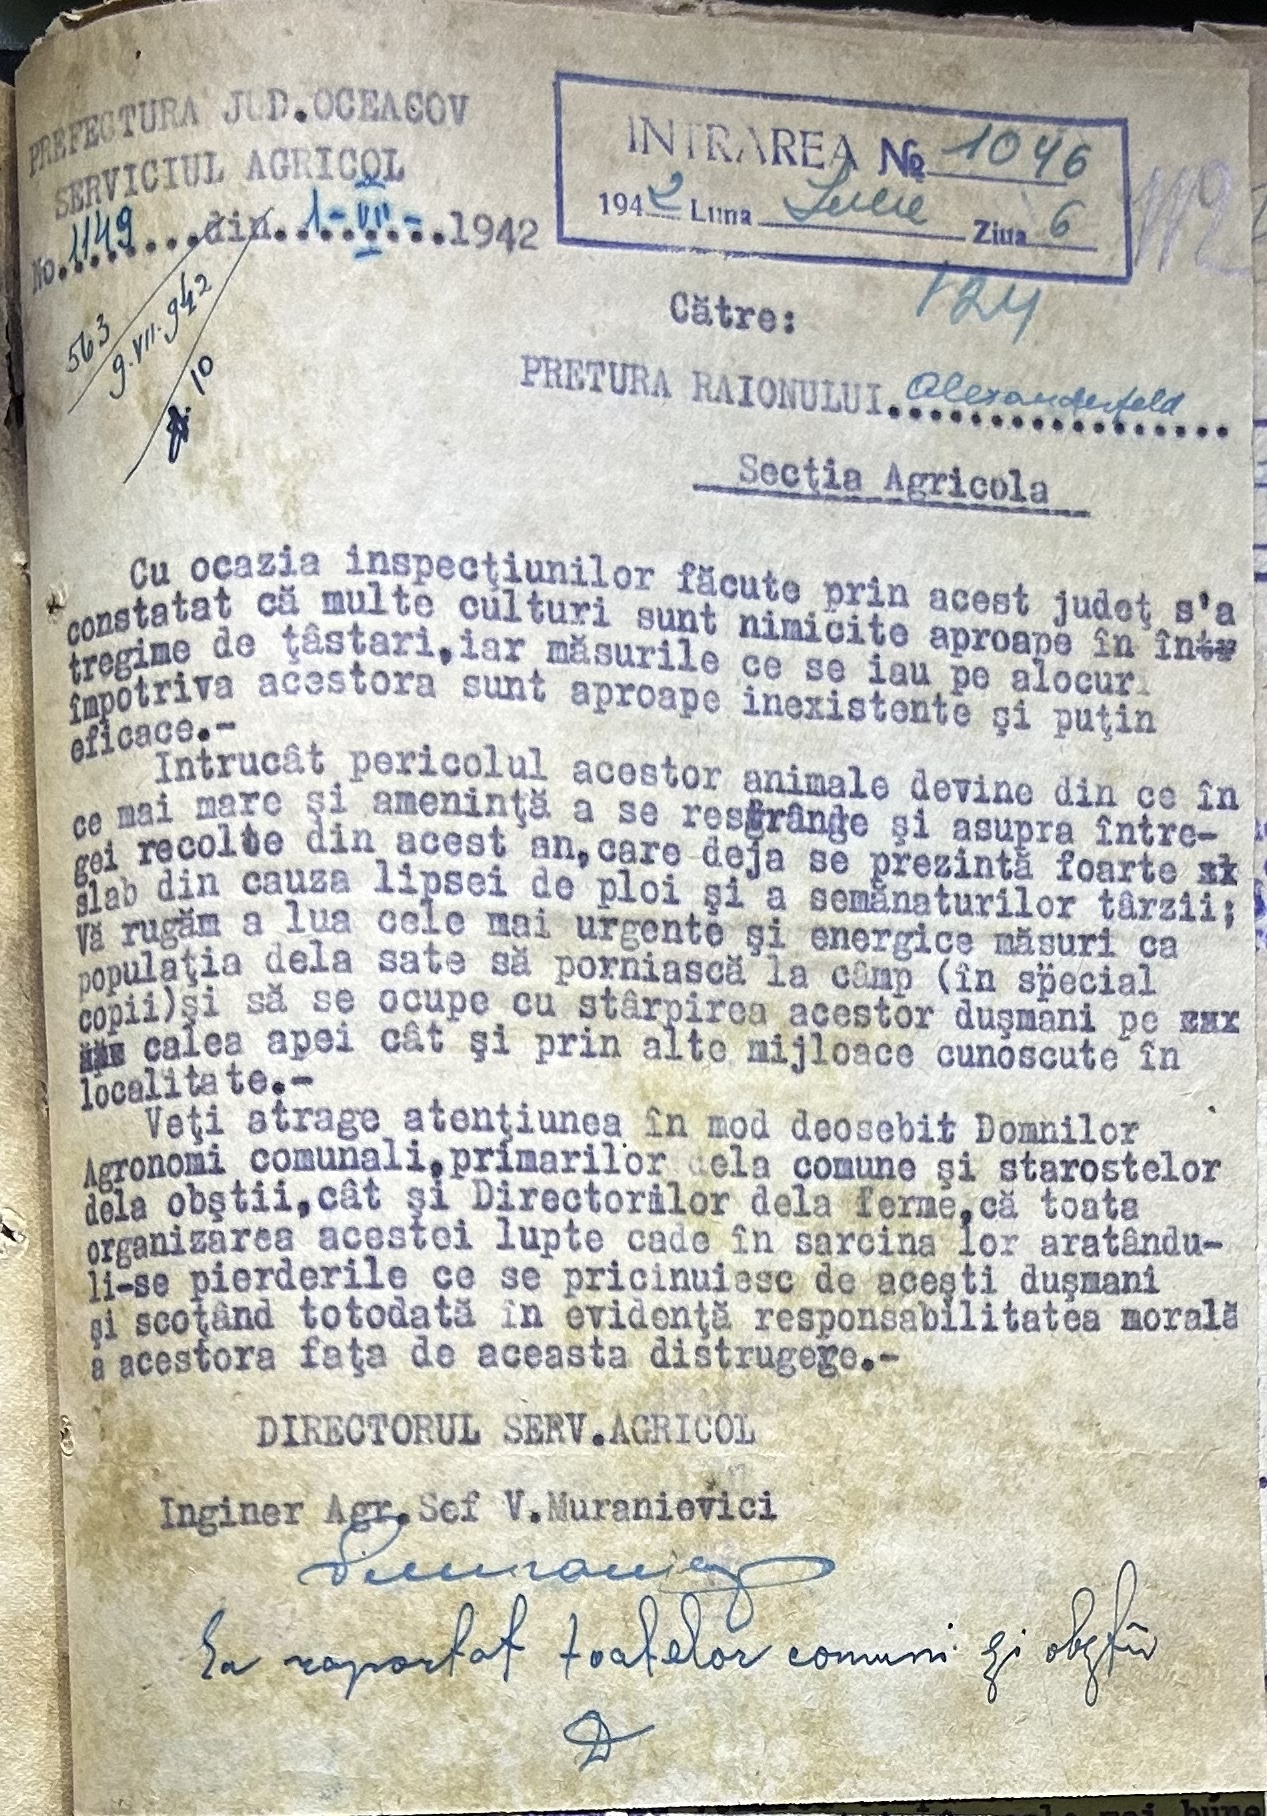 PREFECTURA JUD.OCEACOV
SERVICIUL AGRICOL
No.1149...din..1-VII-..1942
INTRAREA No 1046
1942 Luna Iulie Ziua 6
124
563
9.VII.942
10
Către:
PRETURA RAIONULUI.Alexanderfeld
Secţia Agricola
Cu ocazia inspecţiunilor făcute prin acest judeţ s'a
constatat că multe culturi sunt nimicite aproape în într
tregime de ţâstari,iar măsurile ce se iau pe alocuri
împotriva acestora sunt aproape inexistente şi puţin
eficace.-
Intrucât pericolul acestor animale devine din ce în
ce mai mare şi ameninţă a se resfrânge şi asupra între-
gei recolte din acest an,care deja se prezintă foarte
slab din cauza lipsei de ploi şi a semănaturilor târzii;
Vă rugăm a lua cele mai urgente şi energice măsuri ca
populaţia dela sate să porniască la câmp (în special
copii)şi să se ocupe cu stârpirea acestor duşmani pe
calea apei cât şi prin alte mijloace cunoscute în
localitate.-
Veţi atrage atenţiunea în mod deosebit Domnilor
Agronomi comunali,primarilor dela comune şi starostelor
dela obştii,cât şi Directorilor dela ferme,că toata
organizarea acestei lupte cade în sarcina lor aratându-
li-se pierderile ce se pricinuiesc de aceşti duşmani
şi scoţând totodată în evidenţă responsabilitatea morală
a acestora faţa de aceasta distrugere.-
DIRECTORUL SERV.AGRICOL
Inginer Agr.Sef V.Muranievici
raportat toatelor comuni şi obştii